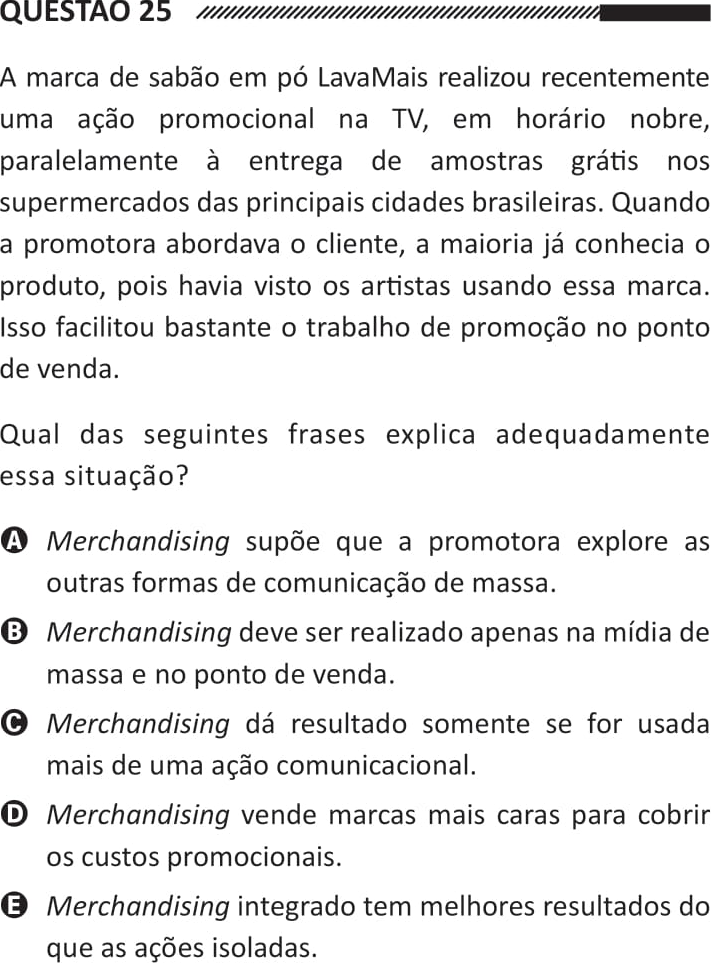 QUESTÃO 25
A marca de sabão em pó LavaMais realizou recentemente
uma ação promocional na TV, em horário nobre,
paralelamente à entrega de amostras grátis nos
supermercados das principais cidades brasileiras. Quando
a promotora abordava o cliente, a maioria já conhecia o
produto, pois havia visto os artistas usando essa marca.
Isso facilitou bastante o trabalho de promoção no ponto
de venda.
Qual das seguintes frases explica adequadamente
essa situação?
A Merchandising supõe que a promotora explore as
outras formas de comunicação de massa.
B Merchandising deve ser realizado apenas na mídia de
massa e no ponto de venda.
C Merchandising dá resultado somente se for usada
mais de uma ação comunicacional.
D Merchandising vende marcas mais caras para cobrir
os custos promocionais.
E Merchandising integrado tem melhores resultados do
que as ações isoladas.